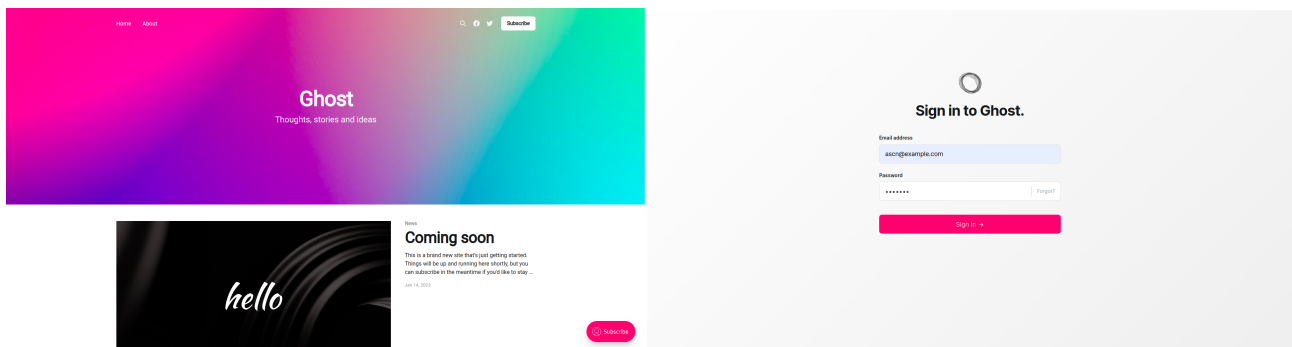 Home About Subscribe
Ghost
Thoughts, stories and ideas
News
Coming soon
This is a brand new site that's just getting started.
Things will be up and running here shortly, but you
can subscribe in the meantime if you'd like to stay ...
Jan 14, 2023
hello
Subscribe
Sign in to Ghost.
Email address
ascn@example.com
Password
•••••••
Forgot?
Sign in →